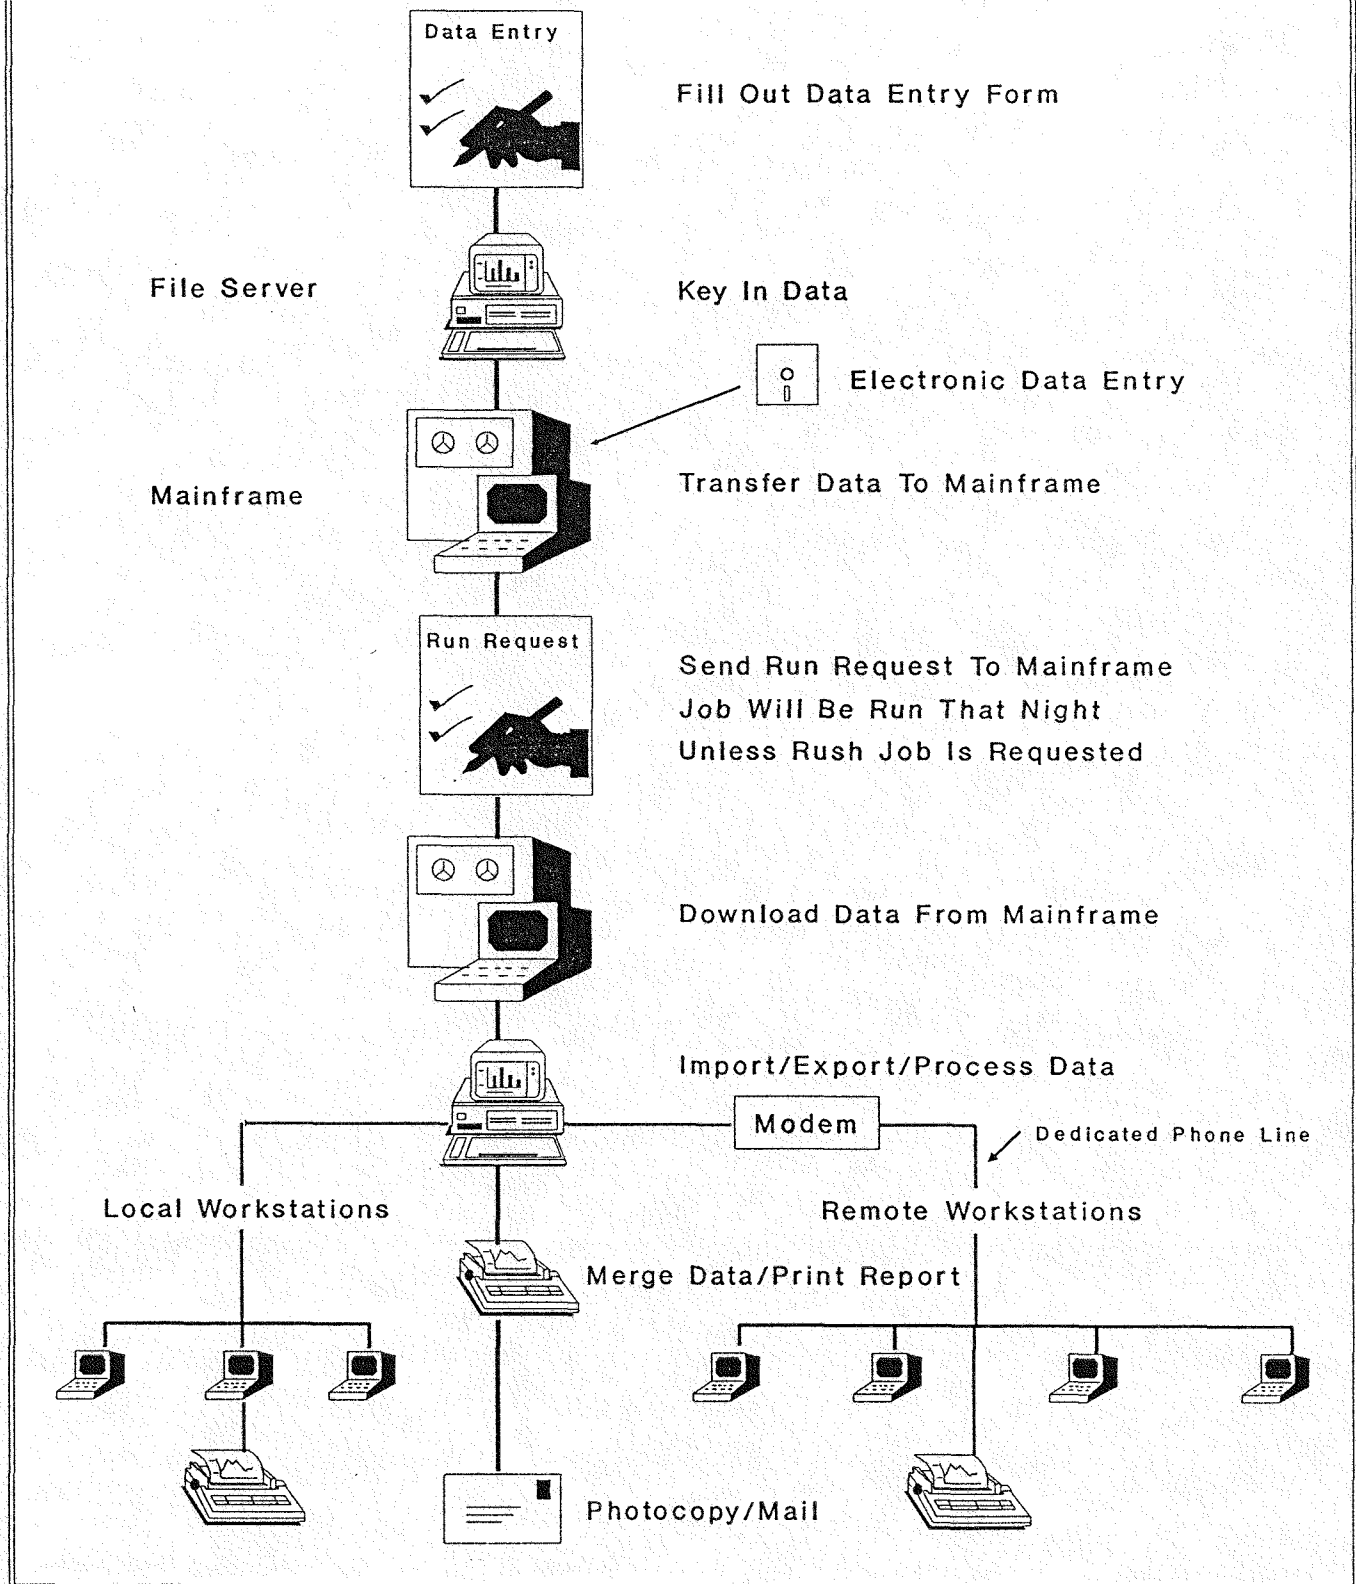 Data Entry
Fill Out Data Entry Form
File Server
Key In Data
Electronic Data Entry
Mainframe
Transfer Data To Mainframe
Run Request
Send Run Request To Mainframe
Job Will Be Run That Night
Unless Rush Job Is Requested
Download Data From Mainframe
Import/Export/Process Data
Modem
Dedicated Phone Line
Local Workstations
Remote Workstations
Merge Data/Print Report
Photocopy/Mail